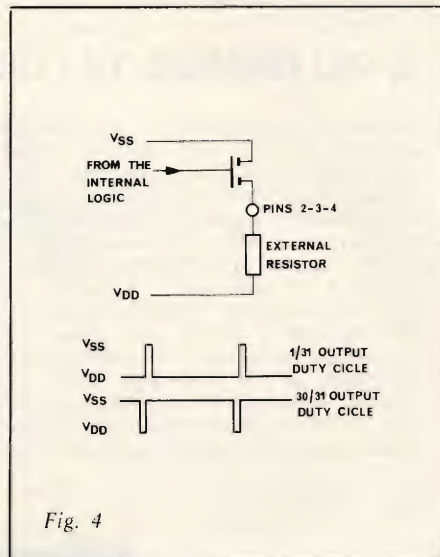 VSS
FROM THE
INTERNAL
LOGIC
PINS 2-3-4
EXTERNAL
RESISTOR
VDD
VSS
1/31 OUTPUT
VDD
DUTY CICLE
VSS
30/31 OUTPUT
VDD
DUTY CICLE
Fig. 4